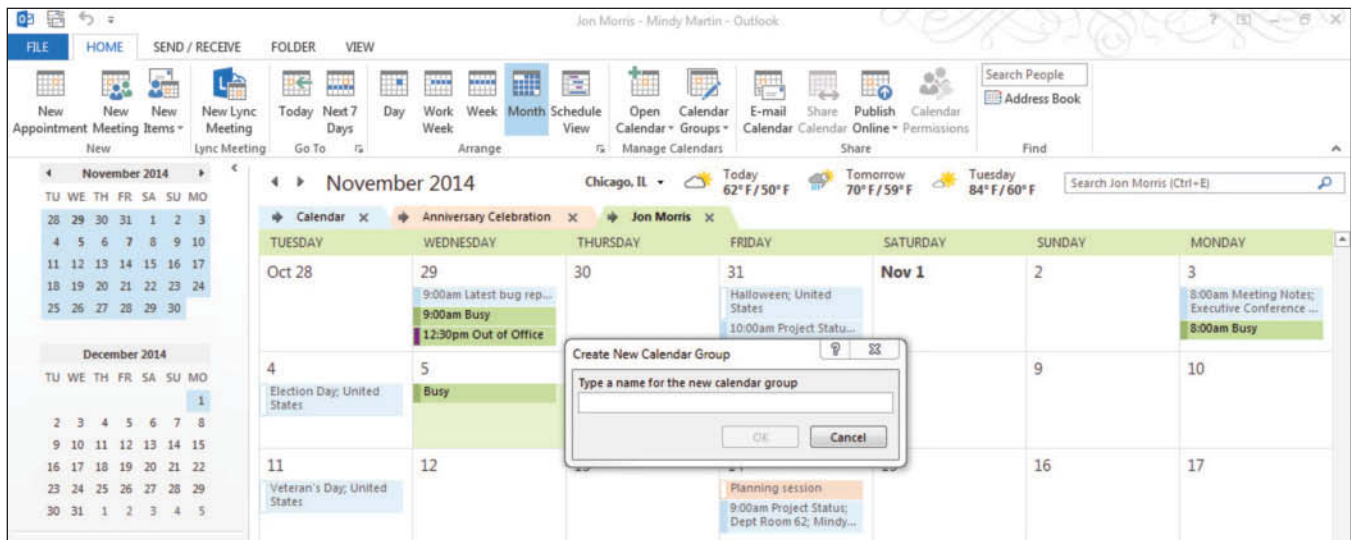 Jon Morris - Mindy Martin - Outlook
FILE HOME SEND / RECEIVE FOLDER VIEW
New Appointment
New Meeting
New Items
New Lync Meeting
Today
Next 7 Days
Day
Work Week
Week
Month
Schedule View
Open Calendar
Calendar Groups
E-mail Calendar
Share Calendar
Publish Online
Calendar Permissions
Search People
Address Book
New
Lync Meeting
Go To
Arrange
Manage Calendars
Share
Find
November 2014
TU WE TH FR SA SU MO
28 29 30 31 1 2 3
4 5 6 7 8 9 10
11 12 13 14 15 16 17
18 19 20 21 22 23 24
25 26 27 28 29 30
December 2014
TU WE TH FR SA SU MO
1
2 3 4 5 6 7 8
9 10 11 12 13 14 15
16 17 18 19 20 21 22
23 24 25 26 27 28 29
30 31 1 2 3 4 5
November 2014
Chicago, IL
Today
62° F / 50° F
Tomorrow
70° F / 59° F
Tuesday
84° F / 60° F
Search Jon Morris (Ctrl+E)
Calendar
Anniversary Celebration
Jon Morris
TUESDAY WEDNESDAY THURSDAY FRIDAY SATURDAY SUNDAY MONDAY
Oct 28
29
9:00am Latest bug rep...
9:00am Busy
12:30pm Out of Office
30
31
Halloween; United
States
10:00am Project Statu...
Nov 1
2
3
8:00am Meeting Notes;
Executive Conference ...
8:00am Busy
4
Election Day; United
States
5
Busy
Create New Calendar Group
Type a name for the new calendar group
OK
Cancel
9
10
11
Veteran's Day; United
States
12
Planning session
9:00am Project Status;
Dept Room 62; Mindy...
16
17